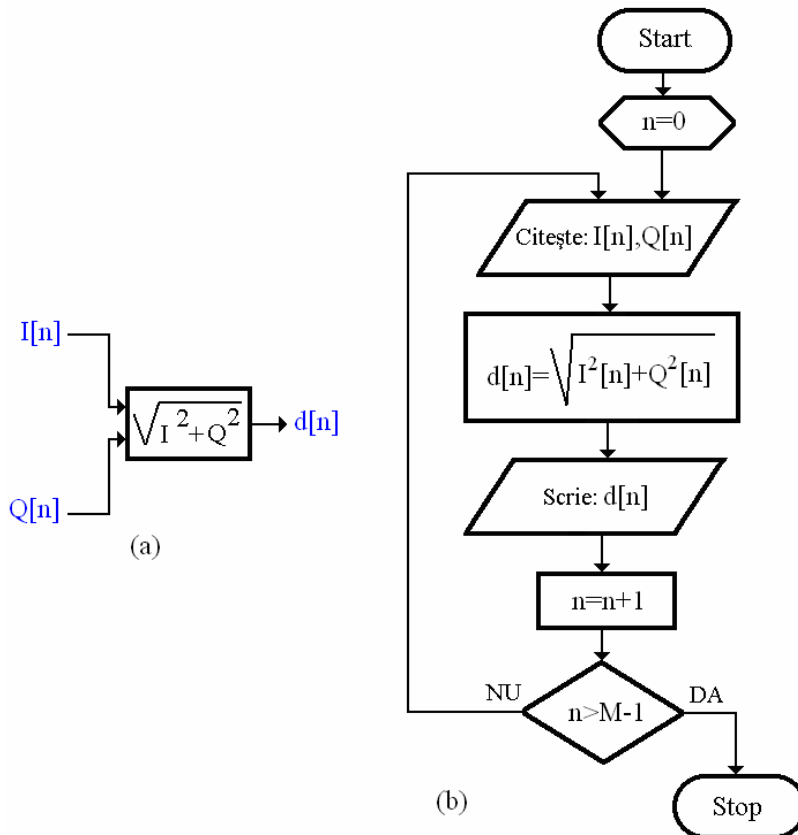 I[n]
√I²+Q²
d[n]
Q[n]
(a)
Start
n=0
Citește: I[n],Q[n]
d[n]=√I²[n]+Q²[n]
Scrie: d[n]
n=n+1
NU
n>M-1
DA
Stop
(b)